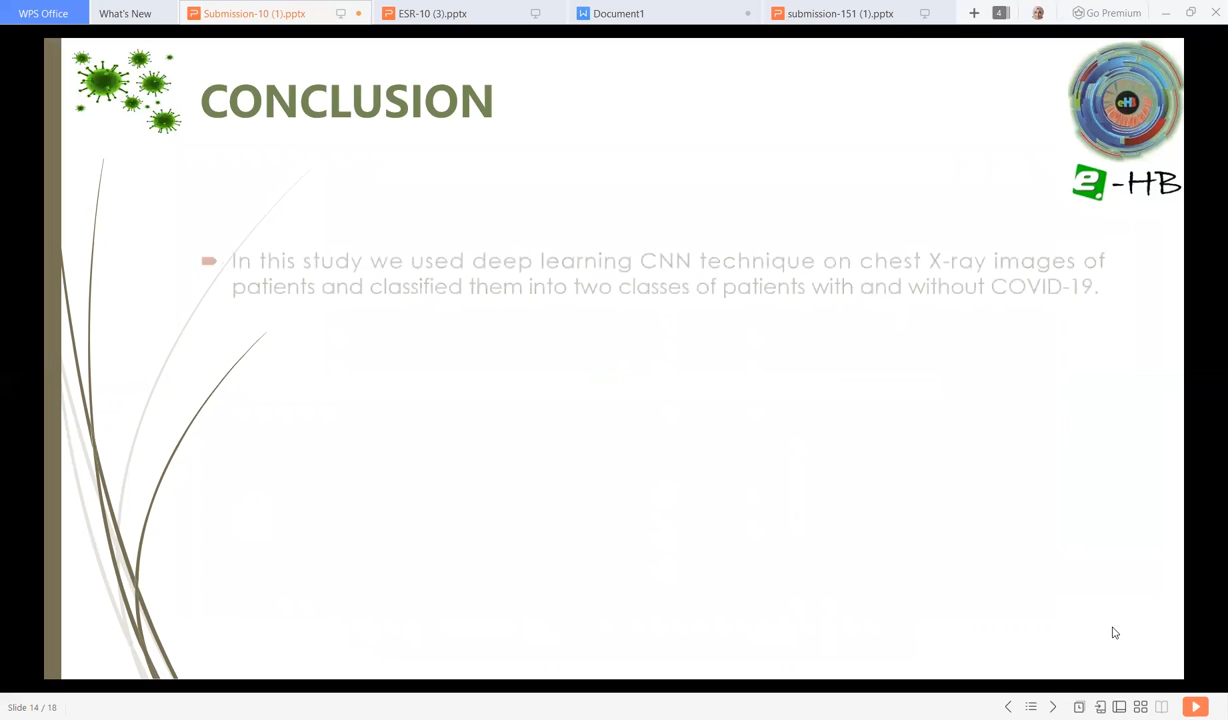 WPS Office
What's New
Submission-10 (1).pptx
ESR-10 (3).pptx
Document1
submission-151 (1).pptx
4
Go Premium
CONCLUSION
eHB
e-HB
In this study we used deep learning CNN technique on chest X-ray images of
patients and classified them into two classes of patients with and without COVID-19.
Slide 14 / 18